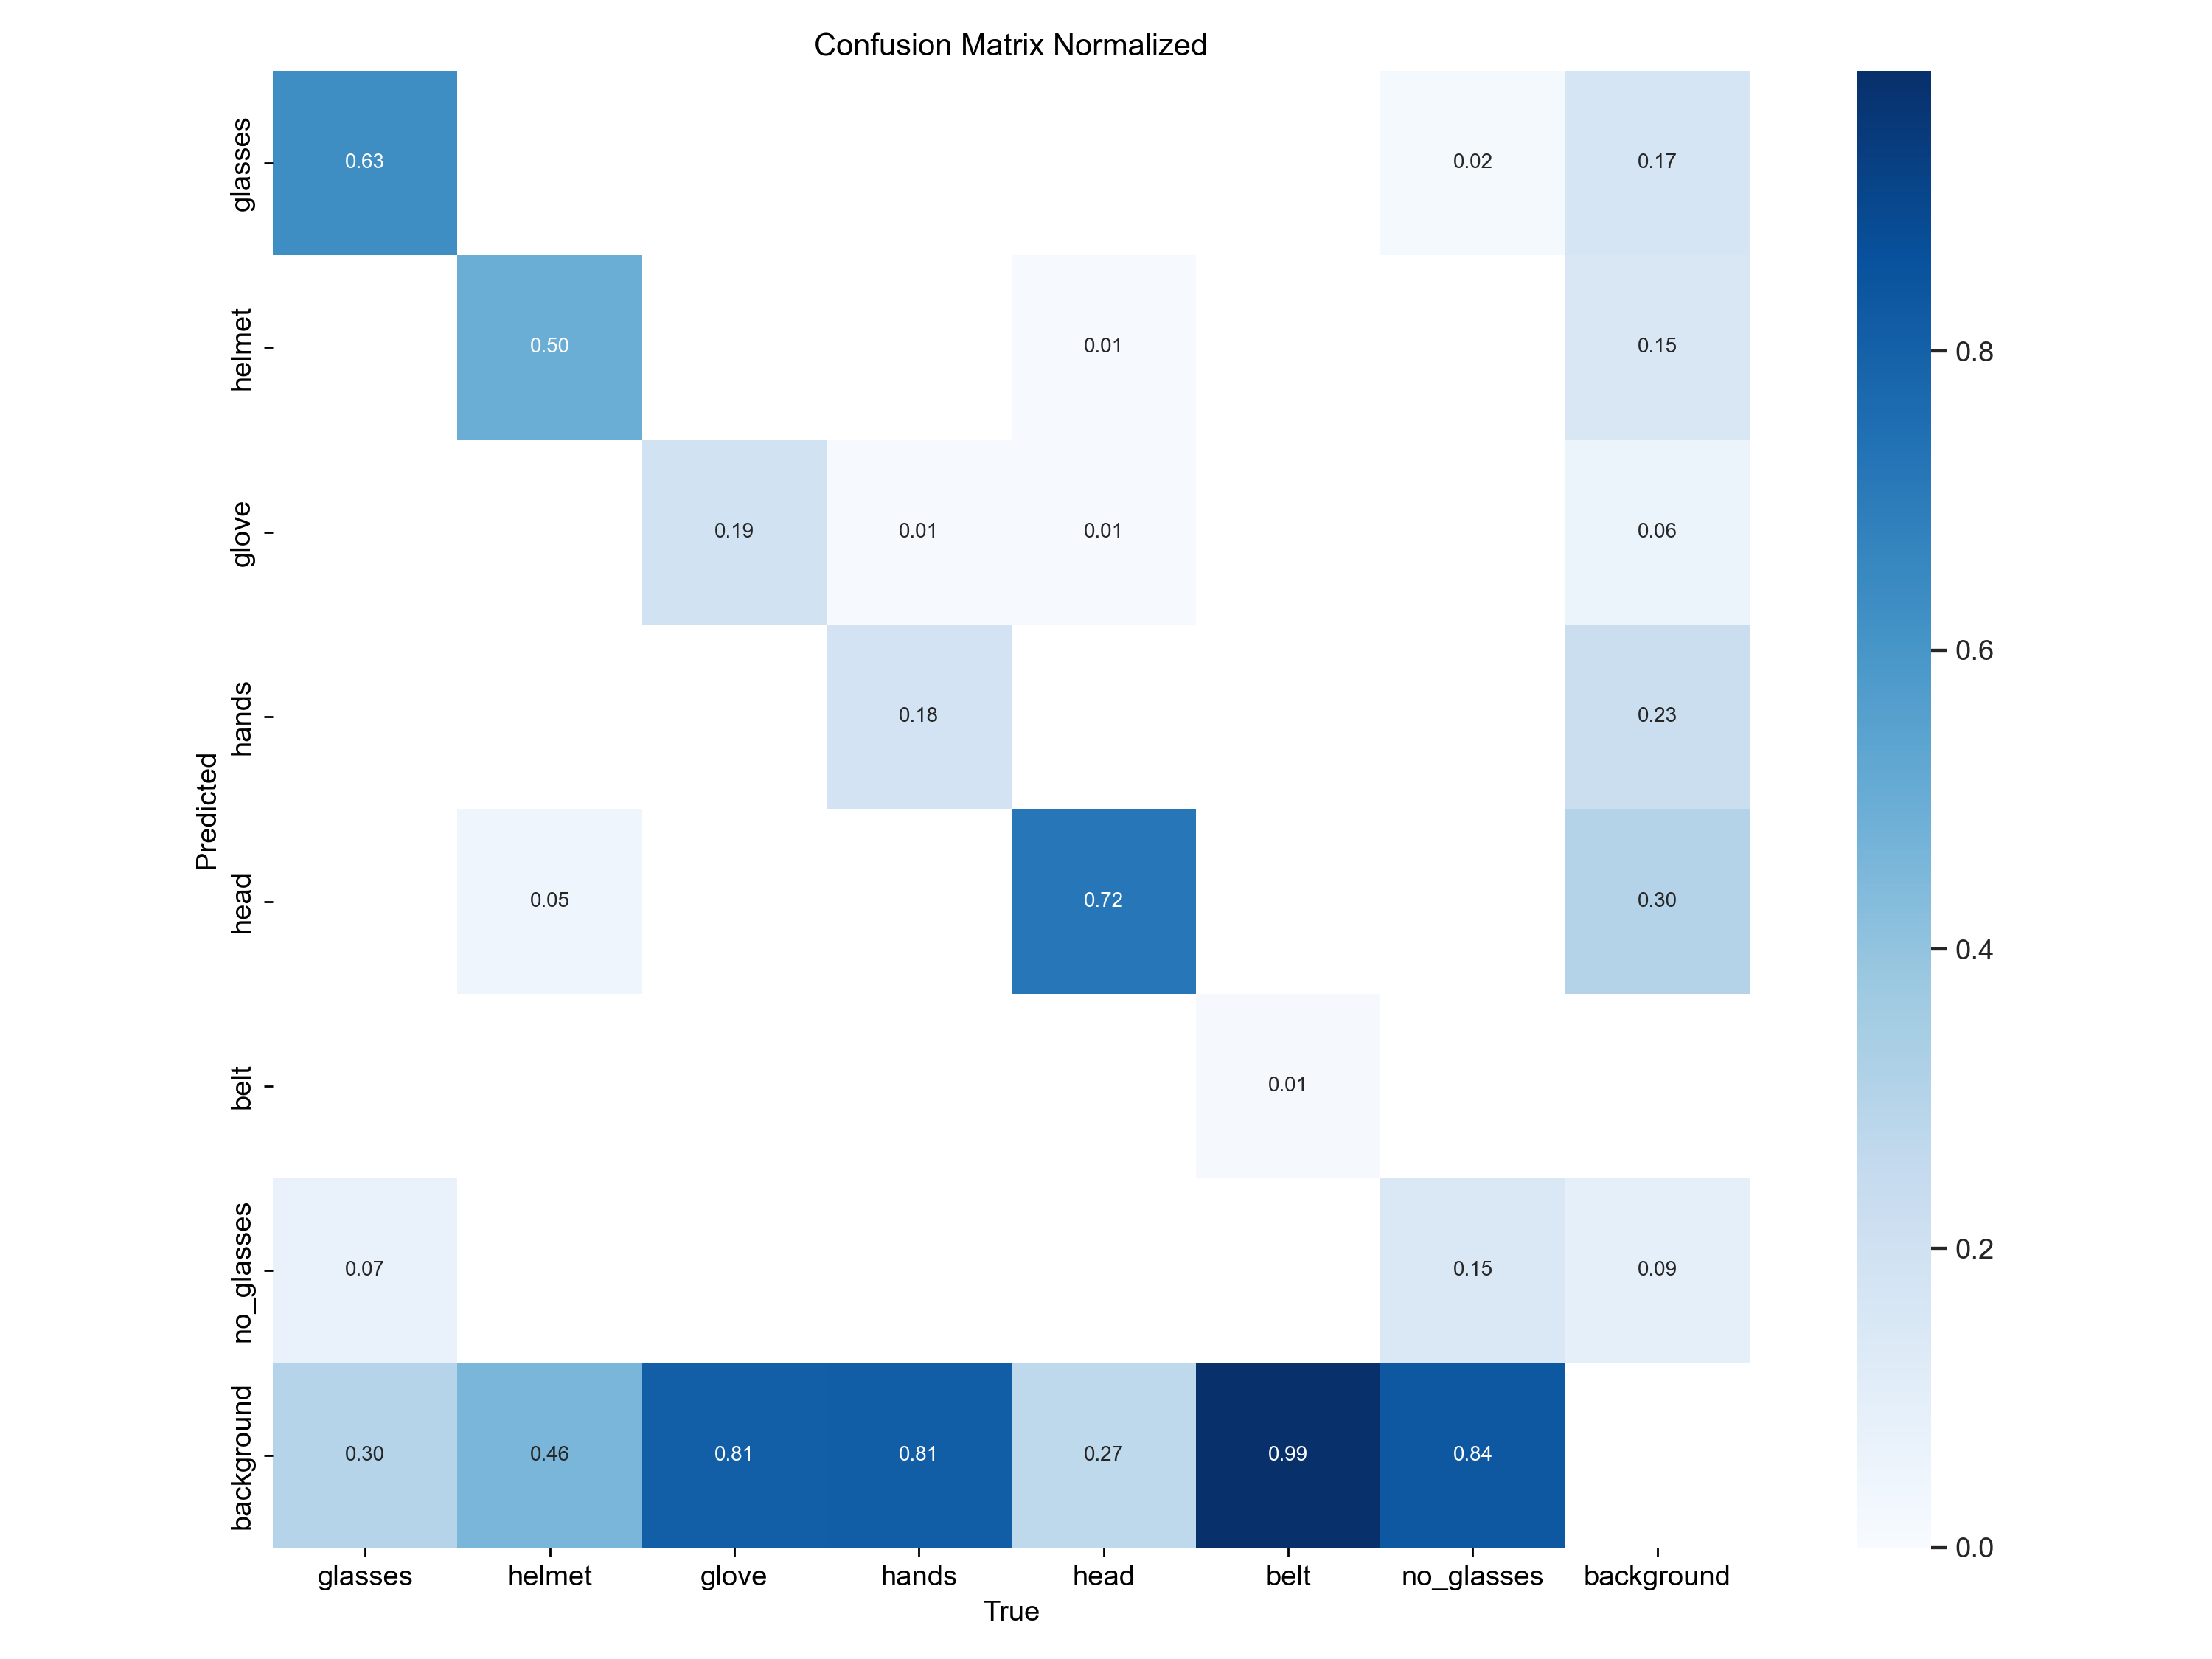 Confusion Matrix Normalized
glasses 0.63 0.02 0.17
helmet 0.50 0.01 0.15 0.8
glove 0.19 0.01 0.01 0.06
0.6
hands 0.18 0.23
Predicted
head 0.05 0.72 0.30
0.4
belt 0.01
0.2
no_glasses 0.07 0.15 0.09
background 0.30 0.46 0.81 0.81 0.27 0.99 0.84
0.0
glasses helmet glove hands head belt no_glasses background
True